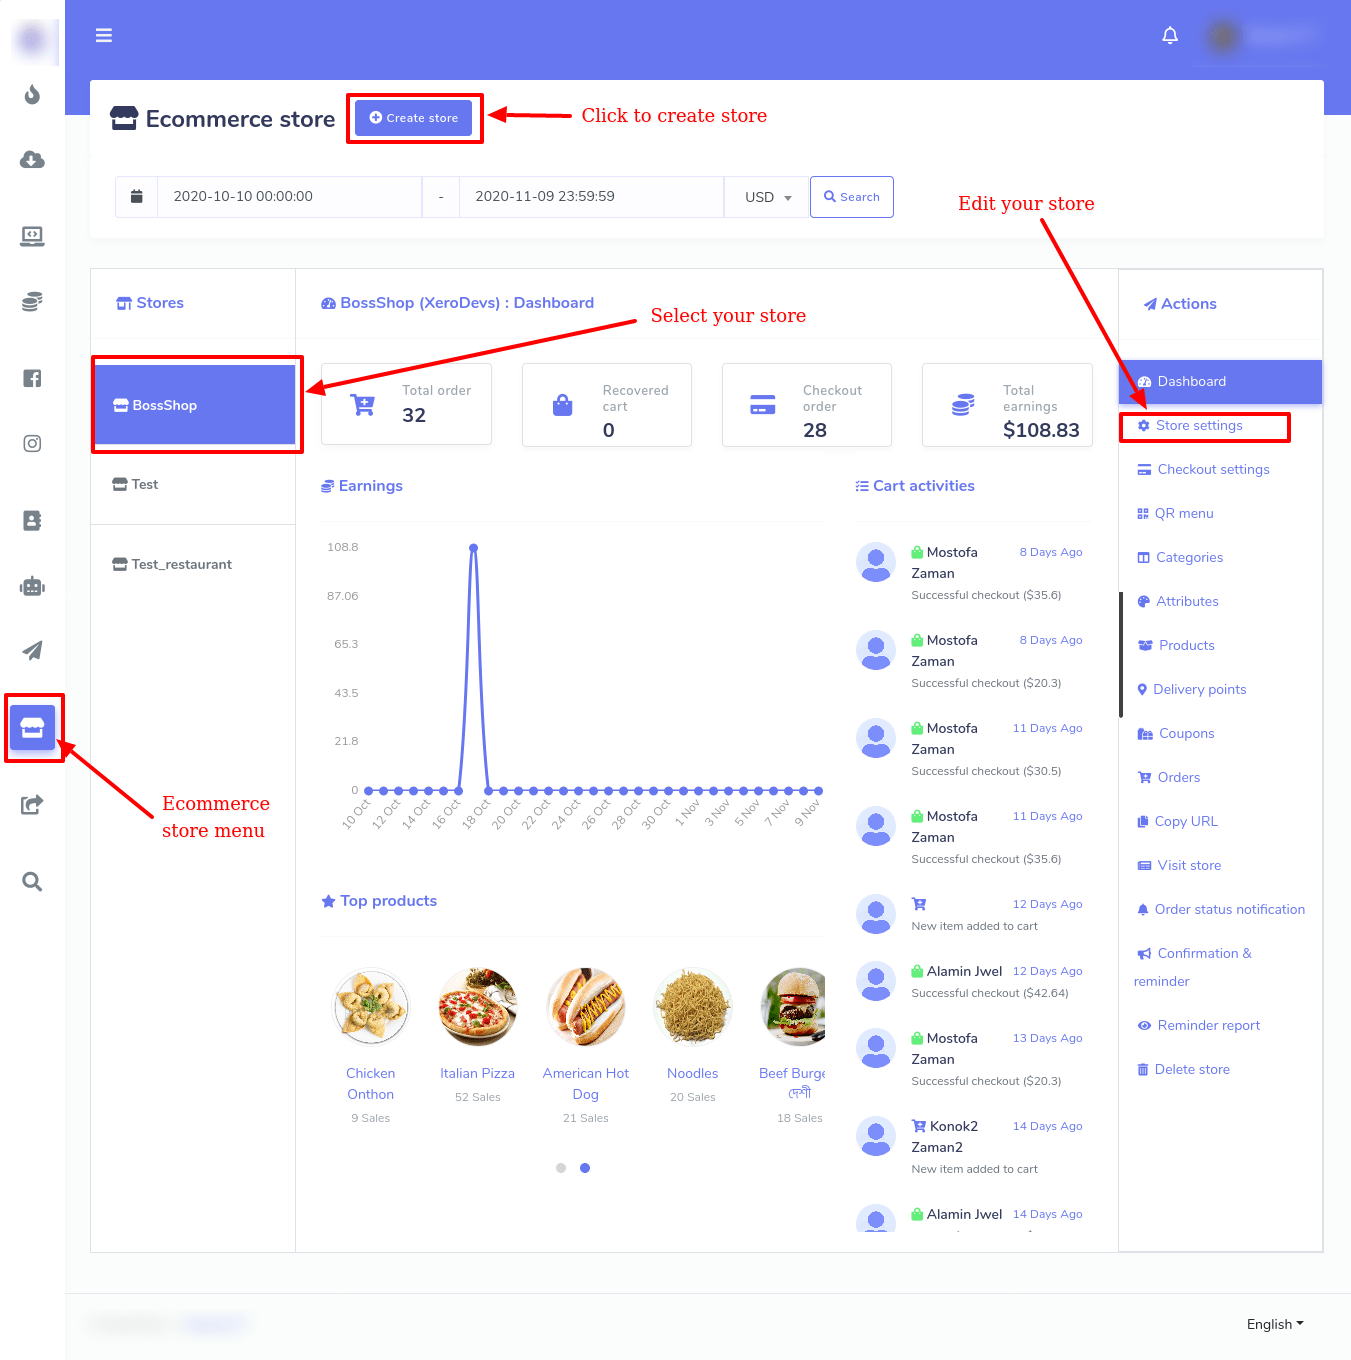 Ecommerce store
Create store
Click to create store
2020-10-10 00:00:00
-
2020-11-09 23:59:59
USD
Search
Edit your store
Stores
BossShop (XeroDevs) : Dashboard
Actions
Select your store
BossShop
Test
Test_restaurant
Total order
32
Recovered
cart
0
Checkout
order
28
Total
earnings
$108.83
Dashboard
Store settings
Checkout settings
QR menu
Categories
Attributes
Products
Delivery points
Coupons
Orders
Copy URL
Visit store
Order status notification
Confirmation &
reminder
Reminder report
Delete store
Earnings
108.8
87.06
65.3
43.5
21.8
0
10 Oct
12 Oct
14 Oct
16 Oct
18 Oct
20 Oct
22 Oct
24 Oct
26 Oct
28 Oct
30 Oct
1 Nov
3 Nov
5 Nov
7 Nov
9 Nov
Cart activities
Mostofa 8 Days Ago
Zaman
Successful checkout ($35.6)
Mostofa 8 Days Ago
Zaman
Successful checkout ($20.3)
Mostofa 11 Days Ago
Zaman
Successful checkout ($30.5)
Mostofa 11 Days Ago
Zaman
Successful checkout ($35.6)
12 Days Ago
New item added to cart
Alamin Jwel 12 Days Ago
Successful checkout ($42.64)
Mostofa 13 Days Ago
Zaman
Successful checkout ($20.3)
Konok2 14 Days Ago
Zaman2
New item added to cart
Alamin Jwel 14 Days Ago
Ecommerce
store menu
Top products
Chicken
Onthon
9 Sales
Italian Pizza
52 Sales
American Hot
Dog
21 Sales
Noodles
20 Sales
Beef Burge
দেশী
18 Sales
English